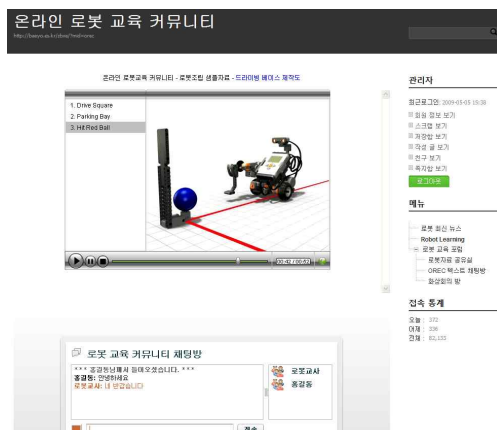 온라인 로봇 교육 커뮤니티
온라인 로봇교육 커뮤니티 - 로봇조립 샘플자료 - 드라이빙 베이스 제작도
1. Drive Square
2. Parking Bay
3. Hit Red Ball
00:42 / 00:52
관리자
최근로그인: 2009-05-05 19:38
회원 정보 보기
스크랩 보기
저장함 보기
작성 글 보기
친구 보기
쪽지함 보기
로그아웃
메뉴
로봇 최신 뉴스
Robot Learning
로봇 교육 포럼
로봇자료 공유실
OREC 텍스트 채팅방
화상회의 방
접속 통계
오늘 : 372
어제 : 336
로봇 교육 커뮤니티 채팅방
*** 홍길동님께서 들어오셨습니다. ***
홍길동: 안녕하세요
로봇교사: 네 반갑습니다
로봇교사
홍길동
접속